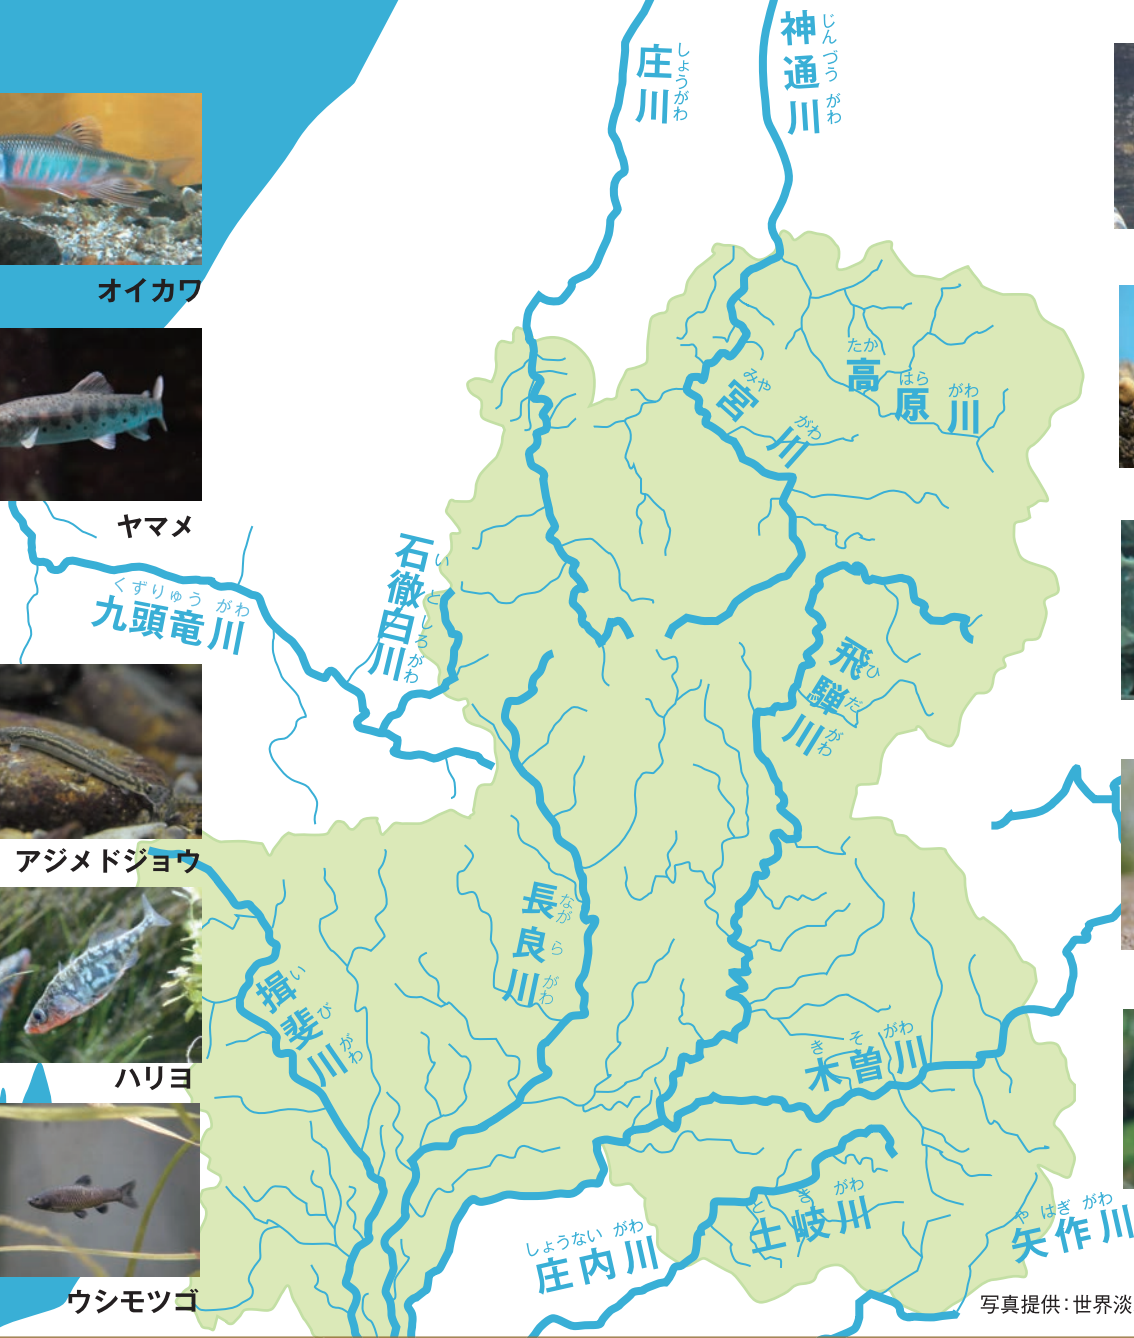 庄川
しょうがわ
神通川
じんづうがわ
オイカワ
高原川
たかはらがわ
宮川
みやがわ
ヤマメ
石徹白川
いとしろがわ
九頭竜川
くずりゅうがわ
飛騨川
ひだがわ
アジメドジョウ
長良川
ながらがわ
揖斐川
いびがわ
木曽川
きそがわ
ハリヨ
土岐川
ときがわ
矢作川
やはぎがわ
庄内川
しょうないがわ
ウシモツゴ
写真提供：世界淡